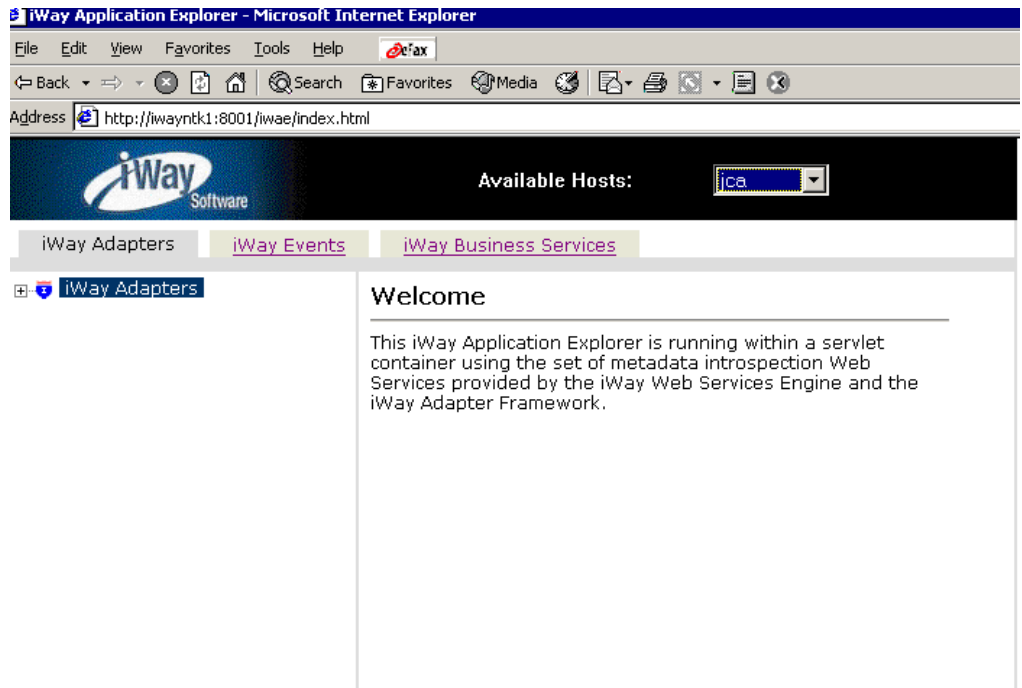 iWay Application Explorer - Microsoft Internet Explorer
File Edit View Favorites Tools Help eFax
Back Search Favorites Media
Address http://iwayntk1:8001/iwae/index.html
iWay Software
Available Hosts: jca
iWay Adapters iWay Events iWay Business Services
iWay Adapters
Welcome
This iWay Application Explorer is running within a servlet
container using the set of metadata introspection Web
Services provided by the iWay Web Services Engine and the
iWay Adapter Framework.